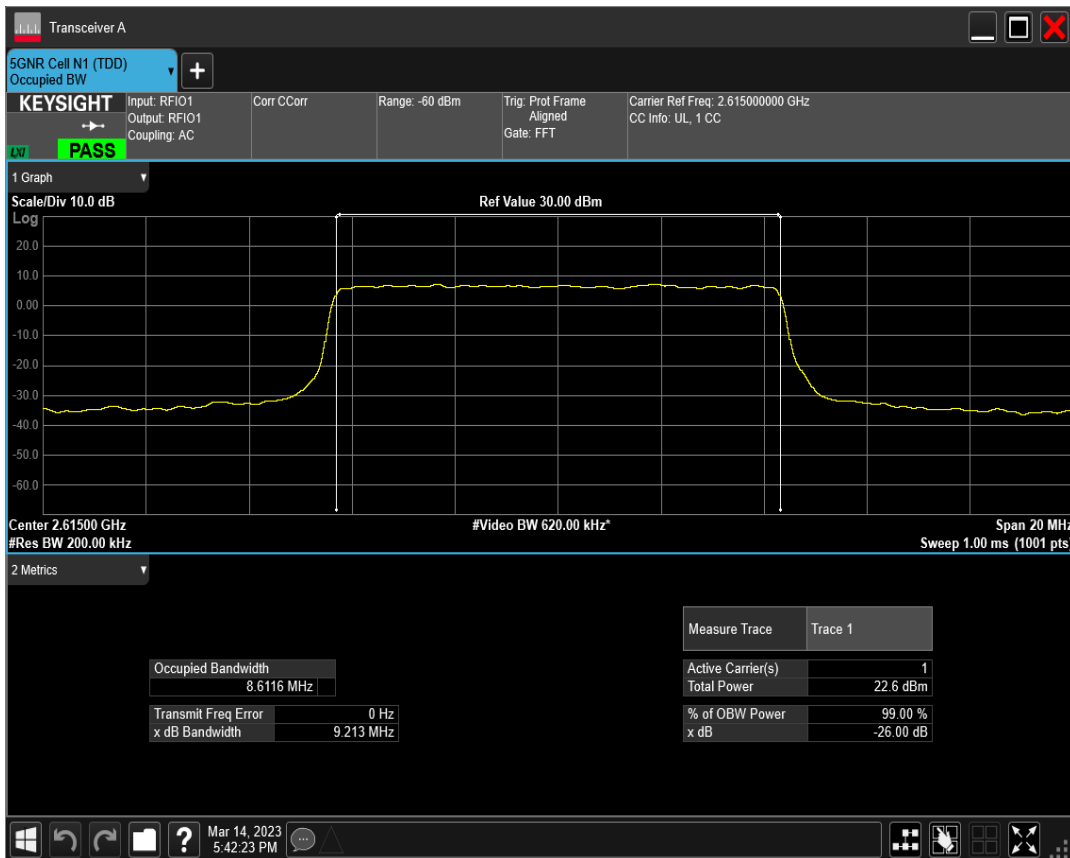 Transceiver A
5GNR Cell N1 (TDD)
Occupied BW
+
KEYSIGHT
LXI
PASS
Input: RFIO1
Output: RFIO1
Coupling: AC
Corr CCorr
Range: -60 dBm
Trig: Prot Frame
Aligned
Gate: FFT
Carrier Ref Freq: 2.615000000 GHz
CC Info: UL, 1 CC
1 Graph
Scale/Div 10.0 dB
Ref Value 30.00 dBm
Log
20.0
10.0
0.00
-10.0
-20.0
-30.0
-40.0
-50.0
-60.0
Center 2.61500 GHz
#Video BW 620.00 kHz*
Span 20 MHz
#Res BW 200.00 kHz
Sweep 1.00 ms (1001 pts)
2 Metrics
Measure Trace Trace 1
Occupied Bandwidth
8.6116 MHz
Active Carrier(s) 1
Total Power 22.6 dBm
Transmit Freq Error 0 Hz
x dB Bandwidth 9.213 MHz
% of OBW Power 99.00 %
x dB -26.00 dB
?
Mar 14, 2023
5:42:23 PM